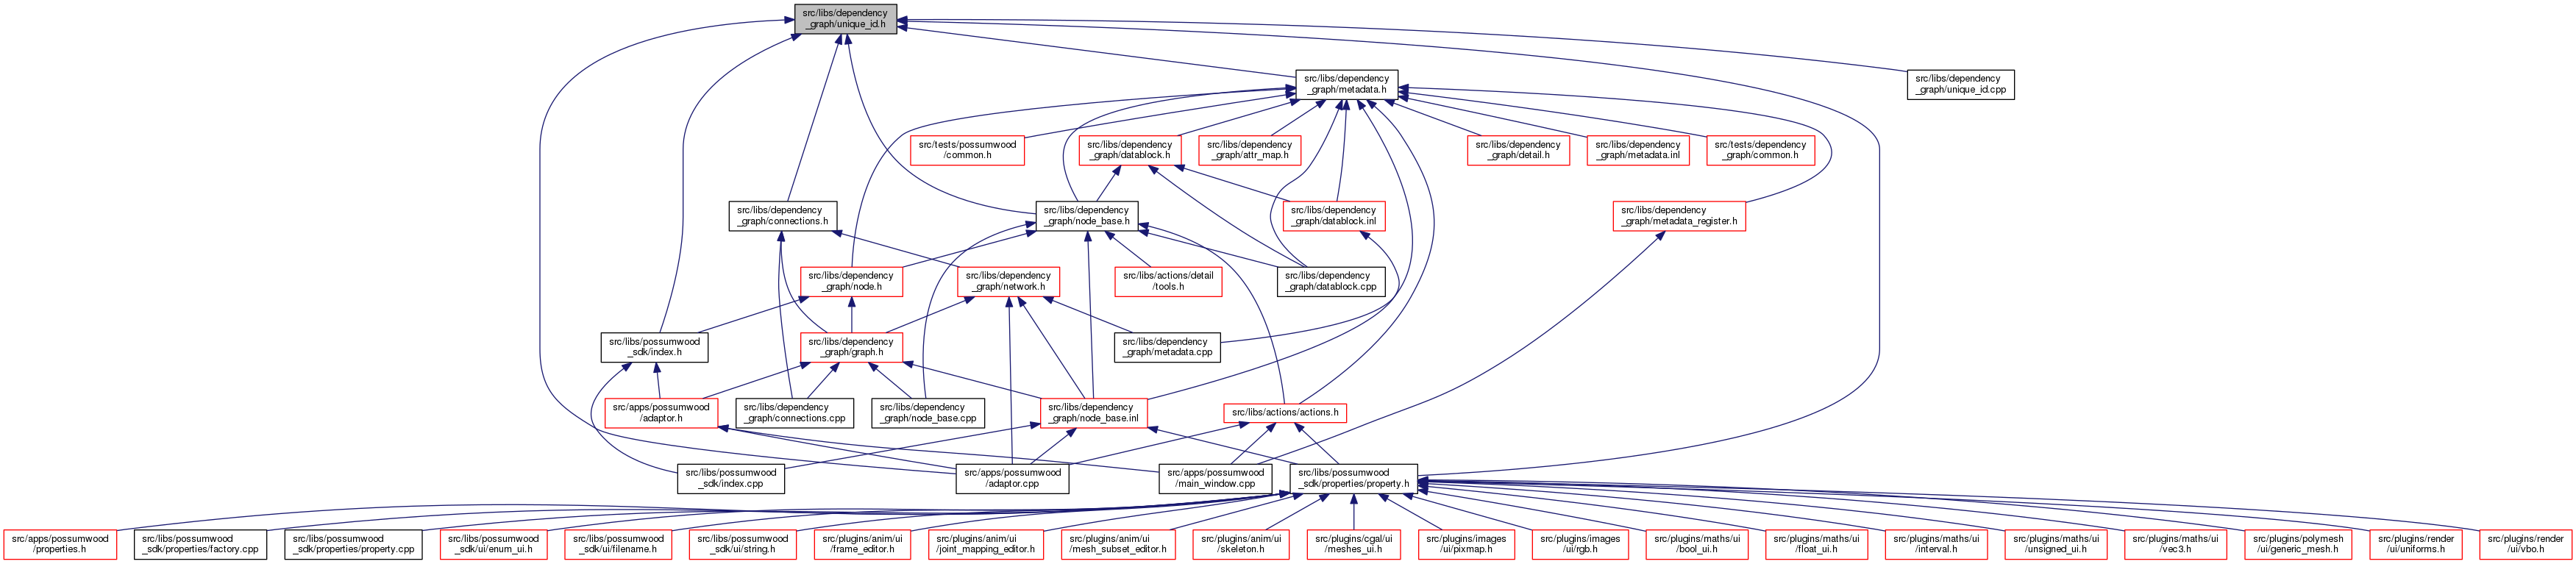 src/libs/dependency
_graph/unique_id.h
src/libs/dependency
_graph/metadata.h
src/libs/dependency
_graph/unique_id.cpp
src/tests/possumwood
/common.h
src/libs/dependency
_graph/datablock.h
src/libs/dependency
_graph/attr_map.h
src/libs/dependency
_graph/detail.h
src/libs/dependency
_graph/metadata.inl
src/tests/dependency
_graph/common.h
src/libs/dependency
_graph/connections.h
src/libs/dependency
_graph/node_base.h
src/libs/dependency
_graph/datablock.inl
src/libs/dependency
_graph/metadata_register.h
src/libs/dependency
_graph/node.h
src/libs/dependency
_graph/network.h
src/libs/actions/detail
/tools.h
src/libs/dependency
_graph/datablock.cpp
src/libs/possumwood
_sdk/index.h
src/libs/dependency
_graph/graph.h
src/libs/dependency
_graph/metadata.cpp
src/apps/possumwood
/adaptor.h
src/libs/dependency
_graph/connections.cpp
src/libs/dependency
_graph/node_base.cpp
src/libs/dependency
_graph/node_base.inl
src/libs/actions/actions.h
src/libs/possumwood
_sdk/index.cpp
src/apps/possumwood
/adaptor.cpp
src/apps/possumwood
/main_window.cpp
src/libs/possumwood
_sdk/properties/property.h
src/apps/possumwood
/properties.h
src/libs/possumwood
_sdk/properties/factory.cpp
src/libs/possumwood
_sdk/properties/property.cpp
src/libs/possumwood
_sdk/ui/enum_ui.h
src/libs/possumwood
_sdk/ui/filename.h
src/libs/possumwood
_sdk/ui/string.h
src/plugins/anim/ui
/frame_editor.h
src/plugins/anim/ui
/joint_mapping_editor.h
src/plugins/anim/ui
/mesh_subset_editor.h
src/plugins/anim/ui
/skeleton.h
src/plugins/cgal/ui
/meshes_ui.h
src/plugins/images
/ui/pixmap.h
src/plugins/images
/ui/rgb.h
src/plugins/maths/ui
/bool_ui.h
src/plugins/maths/ui
/float_ui.h
src/plugins/maths/ui
/interval.h
src/plugins/maths/ui
/unsigned_ui.h
src/plugins/maths/ui
/vec3.h
src/plugins/polymesh
/ui/generic_mesh.h
src/plugins/render
/ui/uniforms.h
src/plugins/render
/ui/vbo.h